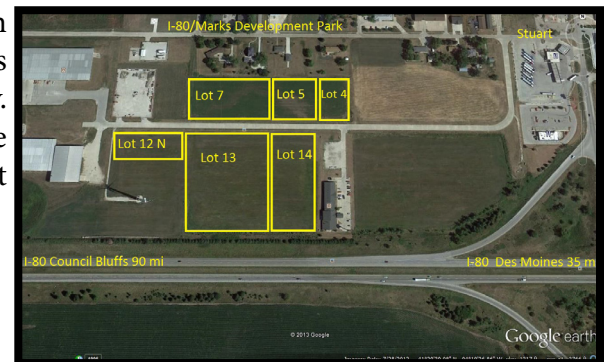 n
s
y.
e
t
I-80/Marks Development Park
Stuart
Lot 7
Lot 5
Lot 4
Lot 12 N
Lot 13
Lot 14
I-80 Council Bluffs 90 mi
I-80 Des Moines 35 m
© 2013 Google
Google earth